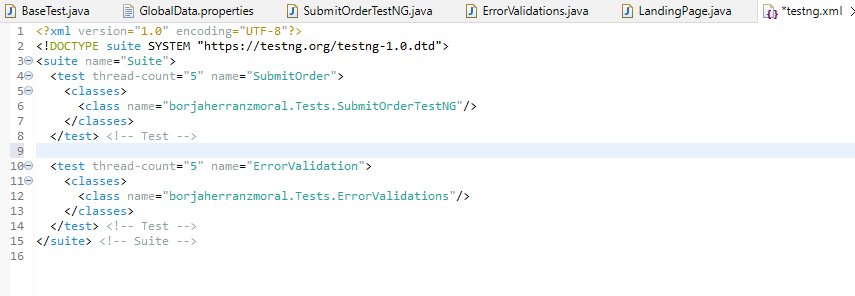 BaseTest.java GlobalData.properties SubmitOrderTestNG.java ErrorValidations.java LandingPage.java *testng.xml
1 <?xml version="1.0" encoding="UTF-8"?>
2 <!DOCTYPE suite SYSTEM "https://testng.org/testng-1.0.dtd">
3 <suite name="Suite">
4 <test thread-count="5" name="SubmitOrder">
5 <classes>
6 <class name="borjaherranzmoral.Tests.SubmitOrderTestNG"/>
7 </classes>
8 </test> <!-- Test -->
9
10 <test thread-count="5" name="ErrorValidation">
11 <classes>
12 <class name="borjaherranzmoral.Tests.ErrorValidations"/>
13 </classes>
14 </test> <!-- Test -->
15 </suite> <!-- Suite -->
16